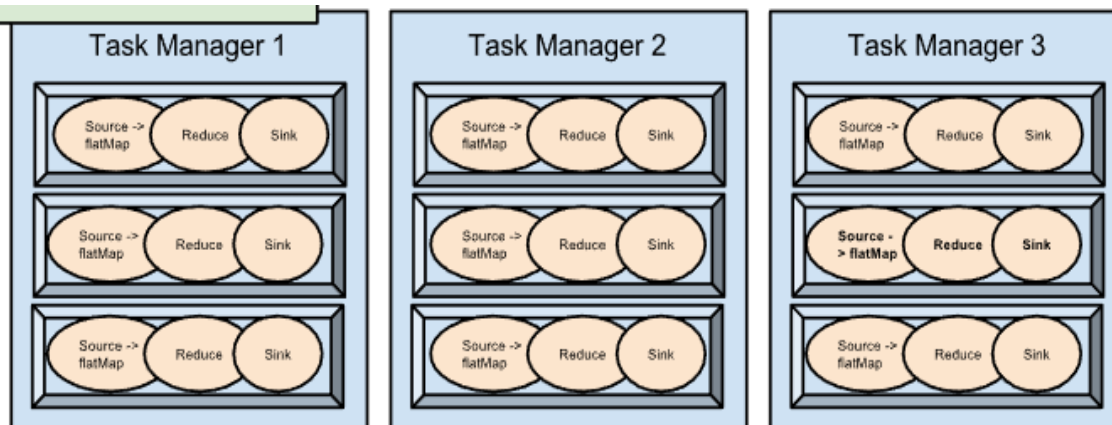 Task Manager 1
Task Manager 2
Task Manager 3
Source ->
flatMap
Reduce
Sink
Source ->
flatMap
Reduce
Sink
Source ->
flatMap
Reduce
Sink
Source ->
flatMap
Reduce
Sink
Source ->
flatMap
Reduce
Sink
Source -
> flatMap
Reduce
Sink
Source ->
flatMap
Reduce
Sink
Source ->
flatMap
Reduce
Sink
Source ->
flatMap
Reduce
Sink